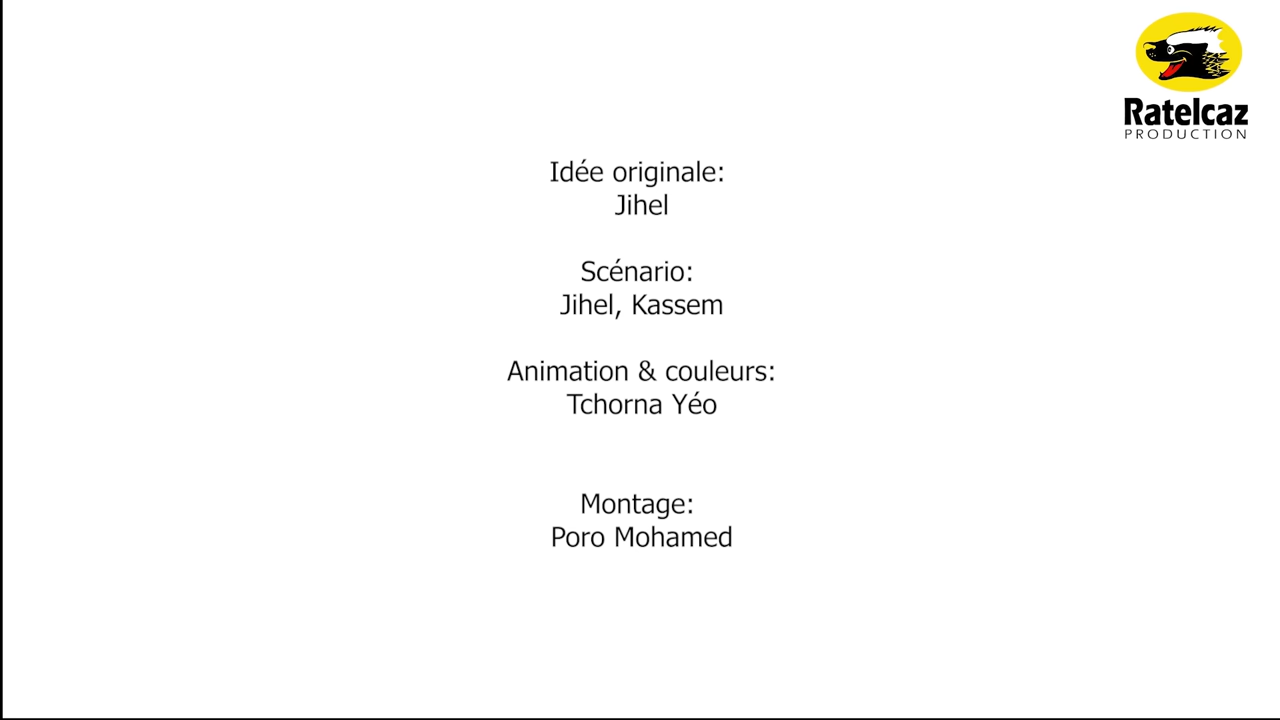 Ratelcaz
PRODUCTION
Idée originale:
Jihel
Scénario:
Jihel, Kassem
Animation & couleurs:
Tchorna Yéo
Montage:
Poro Mohamed